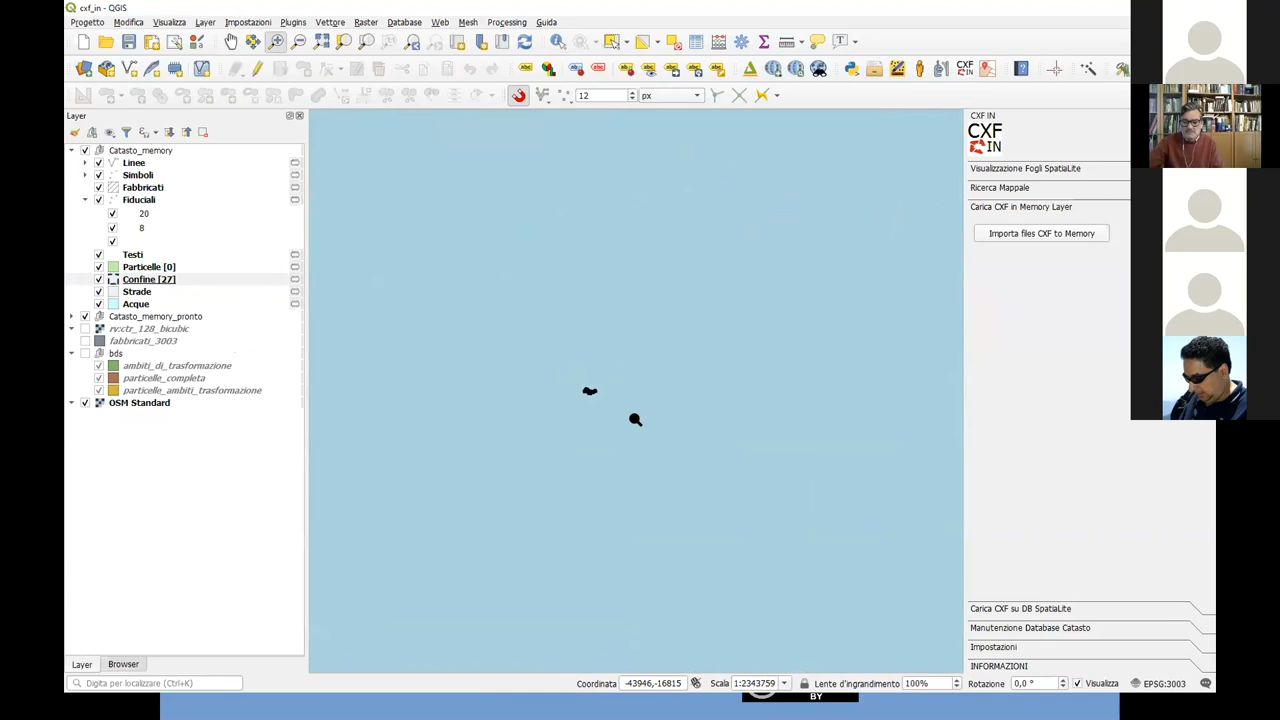 cxf_in - QGIS
Progetto Modifica Visualizza Layer Impostazioni Plugins Vettore Raster Database Web Mesh Processing Guida
12 px
Layer
Catasto_memory
Linee
Simboli
Fabbricati
Fiduciali
20
8
Testi
Particelle [0]
Confine [27]
Strade
Acque
Catasto_memory_pronto
rv:ctr_128_bicubic
fabbricati_3003
bds
ambiti_di_trasformazione
particelle_completa
particelle_ambiti_trasformazione
OSM Standard
CXF IN
CXF
IN
Visualizzazione Fogli SpatiaLite
Ricerca Mappale
Carica CXF in Memory Layer
Importa files CXF to Memory
Carica CXF su DB SpatiaLite
Manutenzione Database Catasto
Impostazioni
INFORMAZIONI
Layer Browser
Digita per localizzare (Ctrl+K)
Coordinata -43946,-16815 Scala 1:2343759 Lente d'ingrandimento 100% Rotazione 0,0 ° Visualizza EPSG:3003
BY